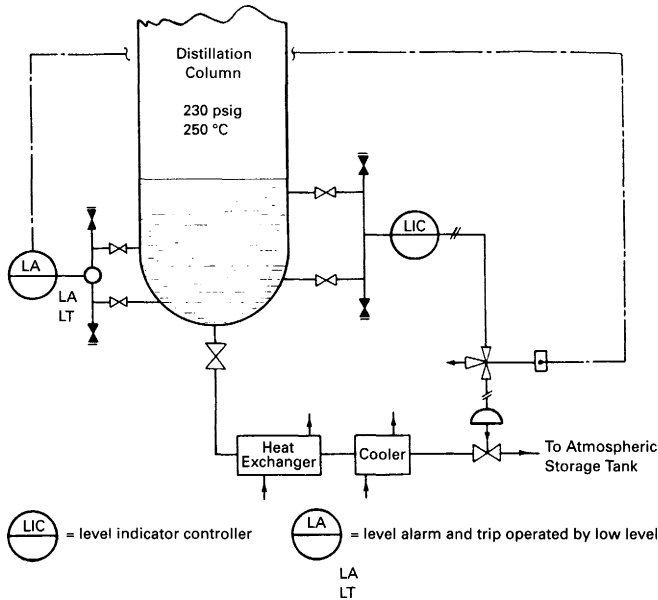 Distillation
Column
230 psig
250 °C
LIC
LA
LA
LT
Heat
Exchanger
Cooler
To Atmospheric
Storage Tank
LIC = level indicator controller
LA = level alarm and trip operated by low level
LA
LT